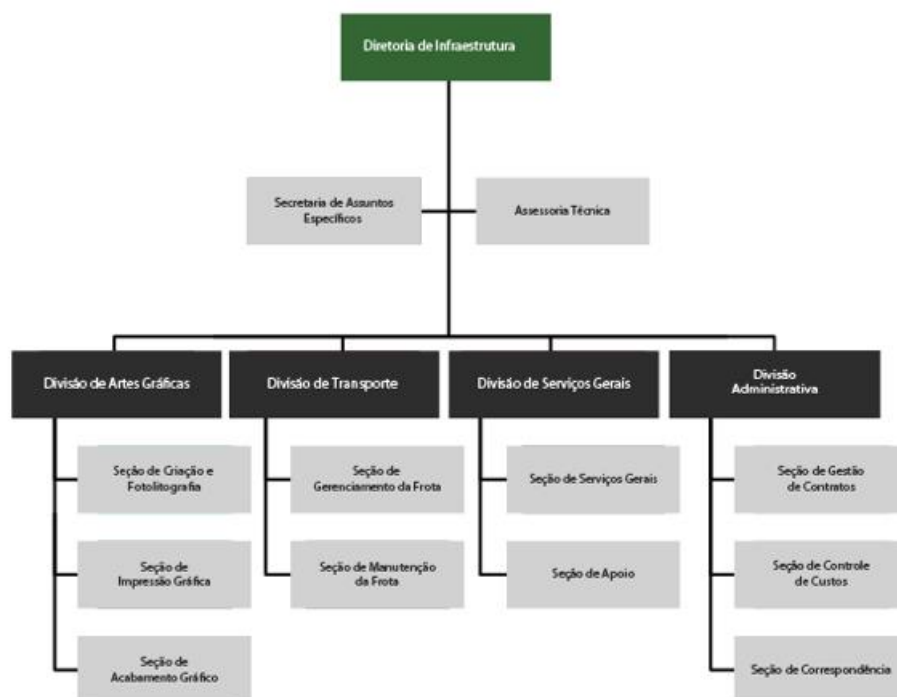 Diretoria de Infraestrutura
Secretaria de Assuntos
Específicos
Assessoria Técnica
Divisão de Artes Gráficas
Divisão de Transporte
Divisão de Serviços Gerais
Divisão
Administrativa
Seção de Criação e
Fotolitografia
Seção de
Gerenciamento da Frota
Seção de Serviços Gerais
Seção de Gestão
de Contratos
Seção de
Impressão Gráfica
Seção de Manutenção
da Frota
Seção de Apoio
Seção de Controle
de Custos
Seção de
Acabamento Gráfico
Seção de Correspondência